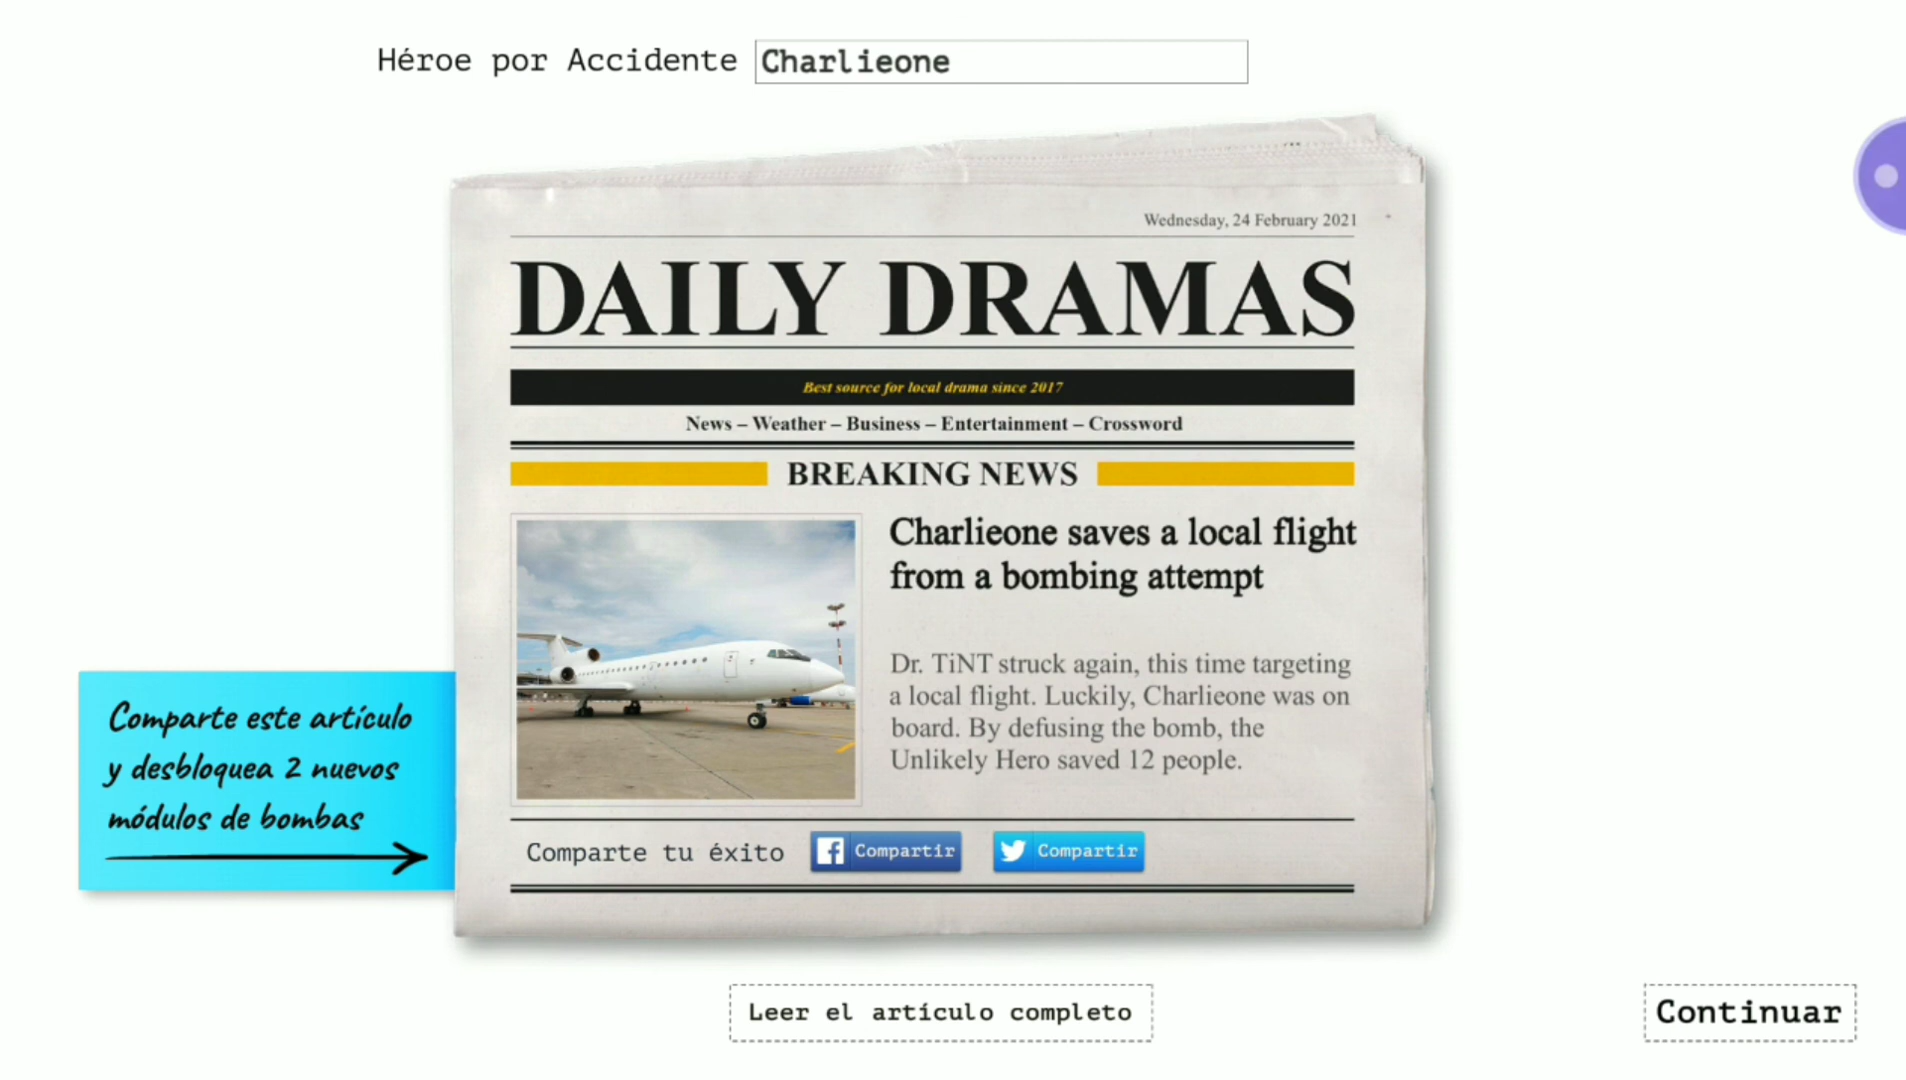 Héroe por Accidente Charlieone
Wednesday, 24 February 2021
DAILY DRAMAS
Best source for local drama since 2017
News – Weather – Business – Entertainment – Crossword
BREAKING NEWS
Charlieone saves a local flight
from a bombing attempt
Dr. TiNT struck again, this time targeting
a local flight. Luckily, Charlieone was on
board. By defusing the bomb, the
Unlikely Hero saved 12 people.
Comparte este artículo
y desbloquea 2 nuevos
módulos de bombas
Comparte tu éxito Compartir Compartir
Leer el artículo completo
Continuar